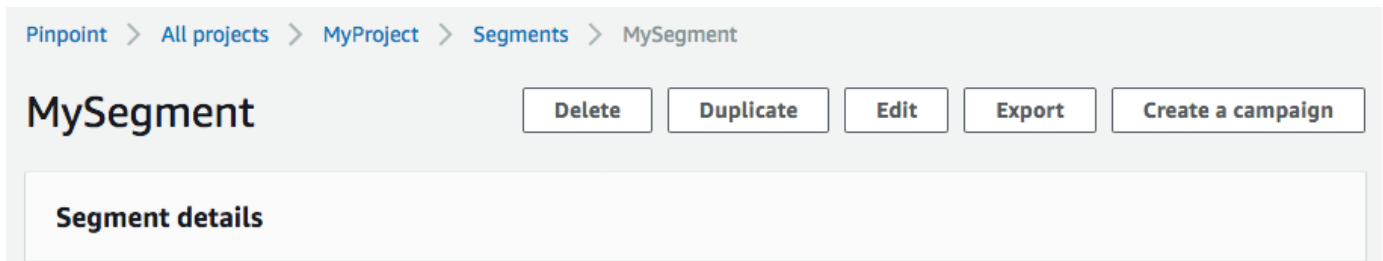 Pinpoint > All projects > MyProject > Segments > MySegment
MySegment Delete Duplicate Edit Export Create a campaign
Segment details